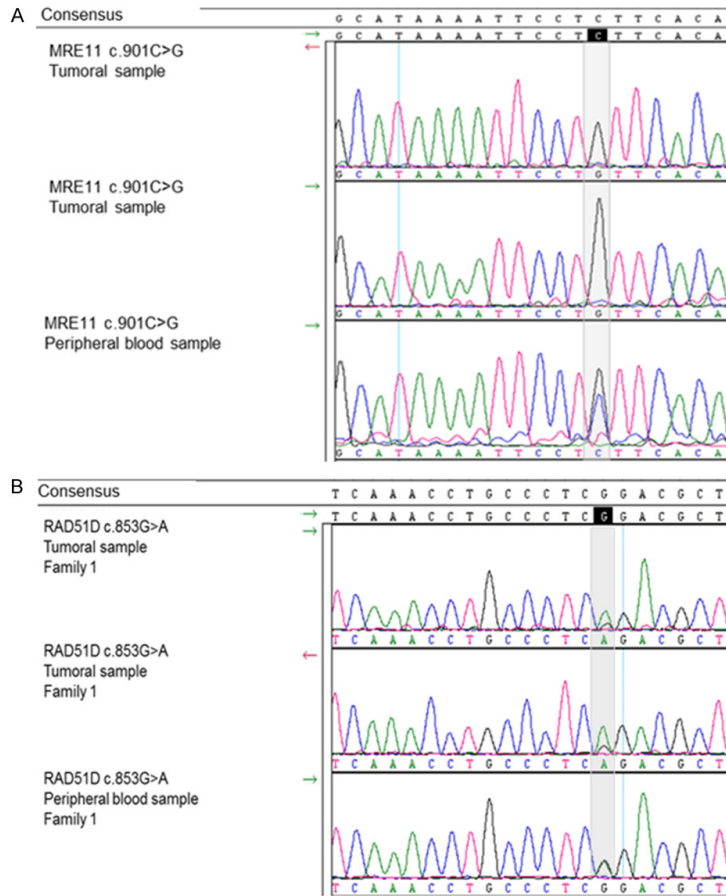 A
Consensus
G C A T A A A A T T C C T C T T C A C A
G C A T A A A A T T C C T C T T C A C A
MRE11 c.901C>G
Tumoral sample
G C A T A A A A T T C C T G T T C A C A
MRE11 c.901C>G
Tumoral sample
G C A T A A A A T T C C T G T T C A C A
MRE11 c.901C>G
Peripheral blood sample
G C A T A A A A T T C C T C T T C A C A
B
Consensus
T C A A A C C T G C C C T C G G A C G C T
T C A A A C C T G C C C T C G G A C G C T
RAD51D c.853G>A
Tumoral sample
Family 1
T C A A A C C T G C C C T C A G A C G C T
RAD51D c.853G>A
Tumoral sample
Family 1
T C A A A C C T G C C C T C A G A C G C T
RAD51D c.853G>A
Peripheral blood sample
Family 1
T C A A A C C T G C C C T C G G A C G C T